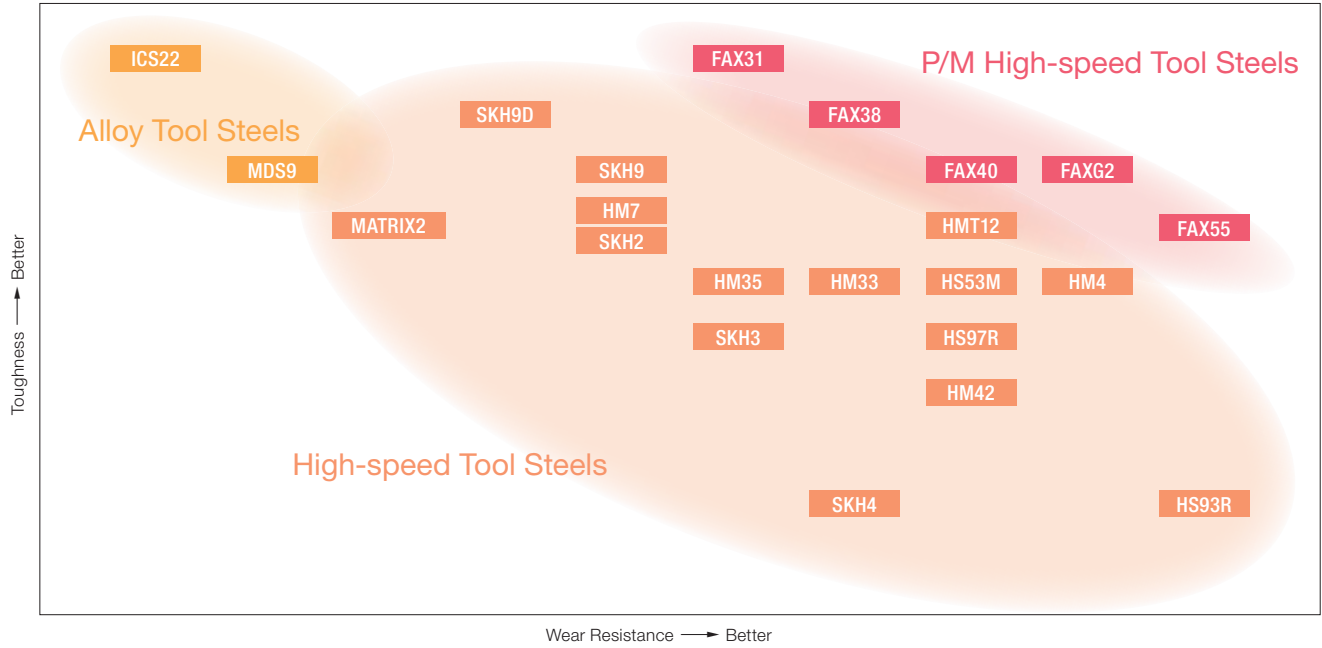 ICS22
FAX31
P/M High-speed Tool Steels
SKH9D
FAX38
Alloy Tool Steels
MDS9
SKH9
FAX40
FAXG2
MATRIX2
HM7
HMT12
FAX55
SKH2
HM35
HM33
HS53M
HM4
SKH3
HS97R
HM42
High-speed Tool Steels
SKH4
HS93R
Toughness ⟶ Better
Wear Resistance ⟶ Better